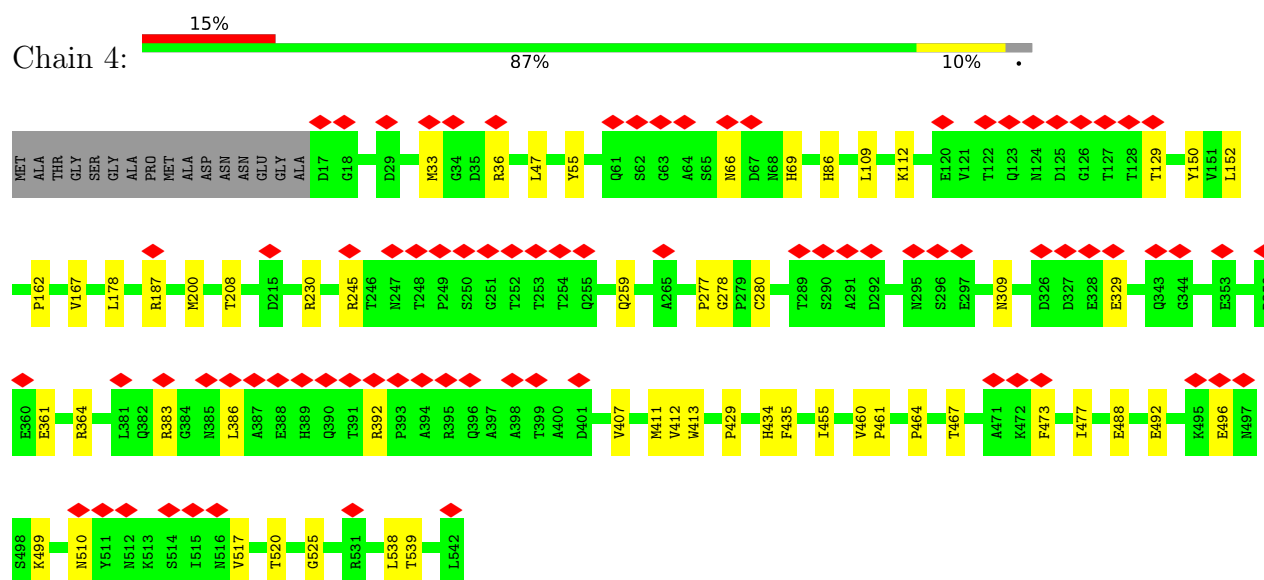 15%
Chain 4:
87% 10% •
MET ALA THR GLY SER GLY ALA PRO MET ALA ASP ASN ASN GLU GLY ALA D17 G18 D29 M33 G34 D35 R36 L47 Y55 Q61 S62 G63 A64 S65 N66 D67 N68 H69 H86 L109 K112 E120 V121 T122 Q123 N124 D125 G126 T127 T128 T129 Y150 V151 L152
P162 V167 L178 R187 M200 T208 D215 R230 R245 T246 N247 T248 P249 S250 G251 T252 T253 T254 Q255 Q259 A265 P277 G278 P279 C280 T289 S290 A291 D292 N295 S296 E297 N309 D326 D327 E328 E329 Q343 G344 E353
E360 E361 R364 L381 Q382 R383 G384 N385 L386 A387 E388 H389 Q390 T391 R392 P393 A394 R395 Q396 A397 A398 T399 A400 D401 V407 M411 V412 W413 P429 H434 F435 I455 V460 P461 P464 T467 A471 K472 F473 I477 E488 E492 K495 E496 N497
S498 K499 N510 Y511 N512 K513 S514 I515 N516 V517 T520 G525 R531 L538 T539 L542